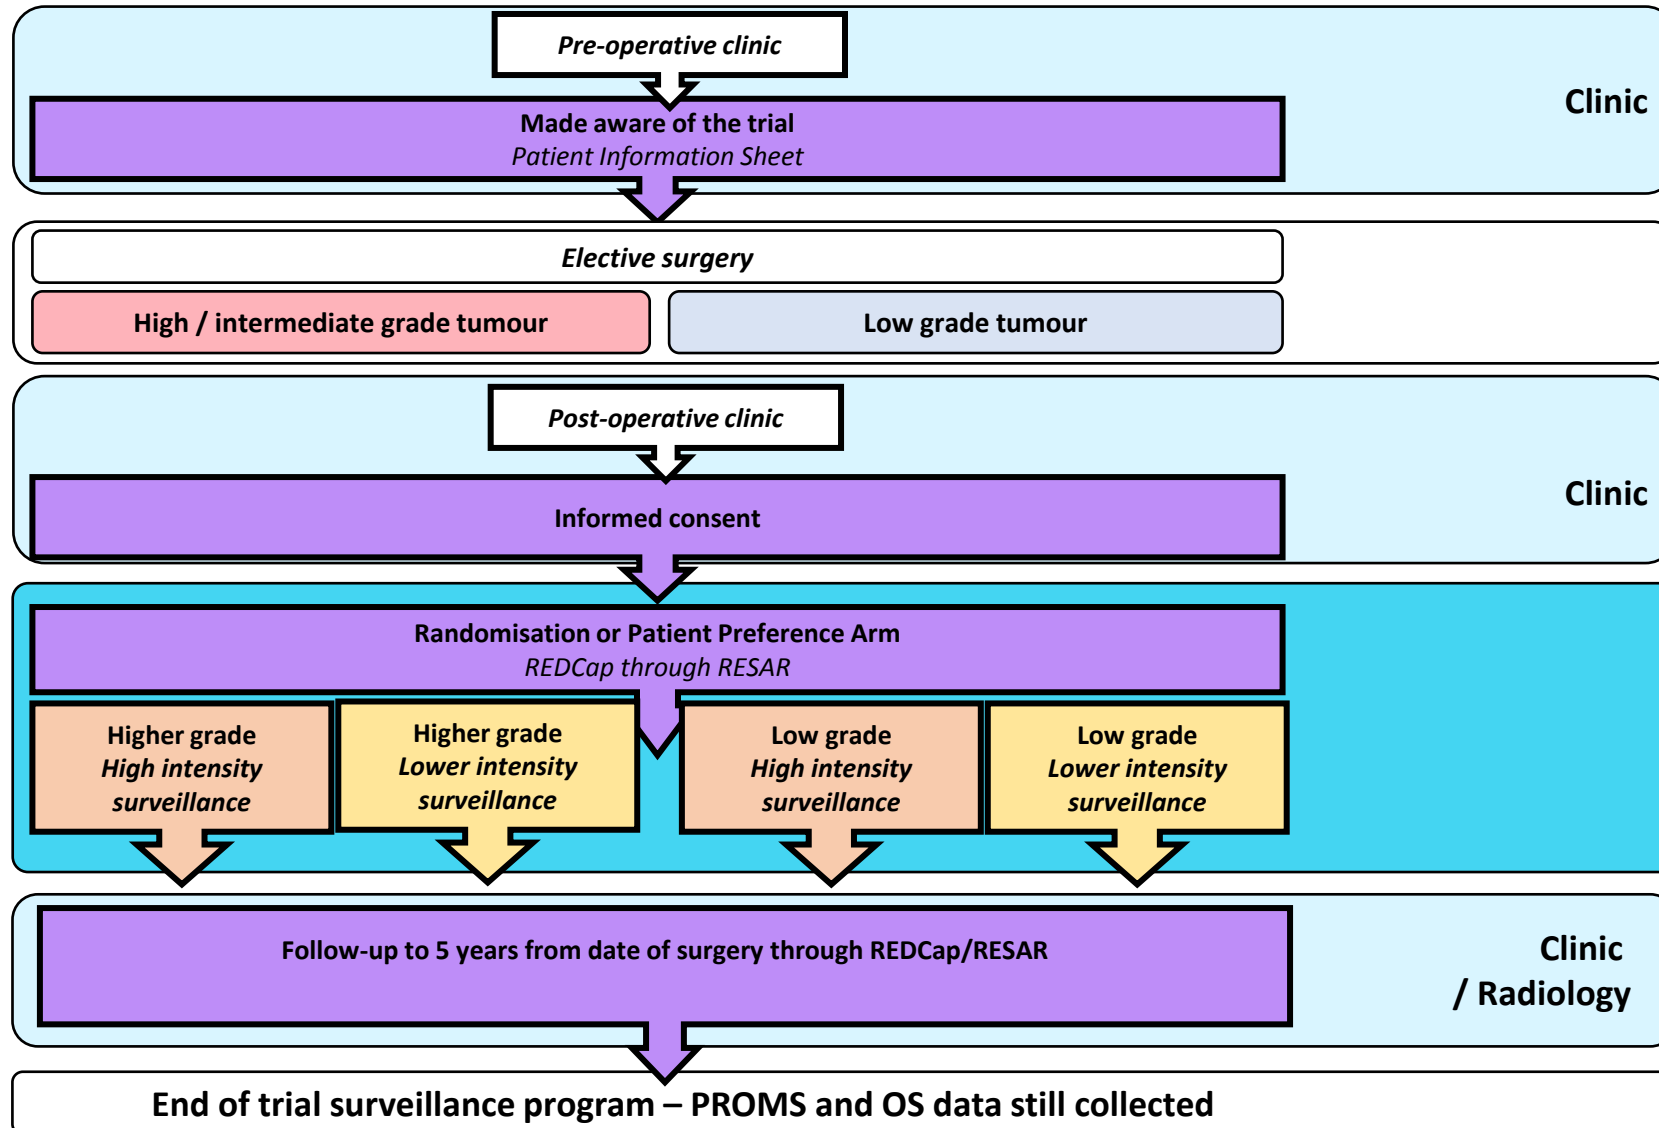 Pre-operative clinic
Clinic
Made aware of the trial
Patient Information Sheet
Elective surgery
High / intermediate grade tumour
Low grade tumour
Post-operative clinic
Clinic
Informed consent
Randomisation or Patient Preference Arm
REDCap through RESAR
Higher grade
High intensity
surveillance
Higher grade
Lower intensity
surveillance
Low grade
High intensity
surveillance
Low grade
Lower intensity
surveillance
Follow-up to 5 years from date of surgery through REDCap/RESAR
Clinic
/ Radiology
End of trial surveillance program – PROMS and OS data still collected